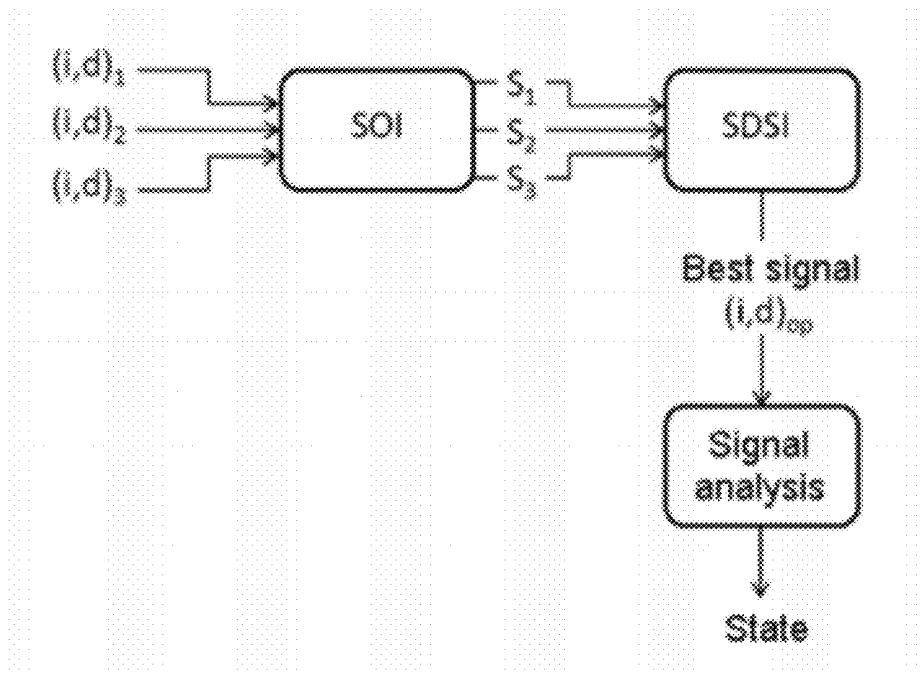 (i,d)₁
(i,d)₂
(i,d)₃
SOI
S₁
S₂
S₃
SDSI
Best signal
(i,d)ₒₚ
Signal
analysis
State